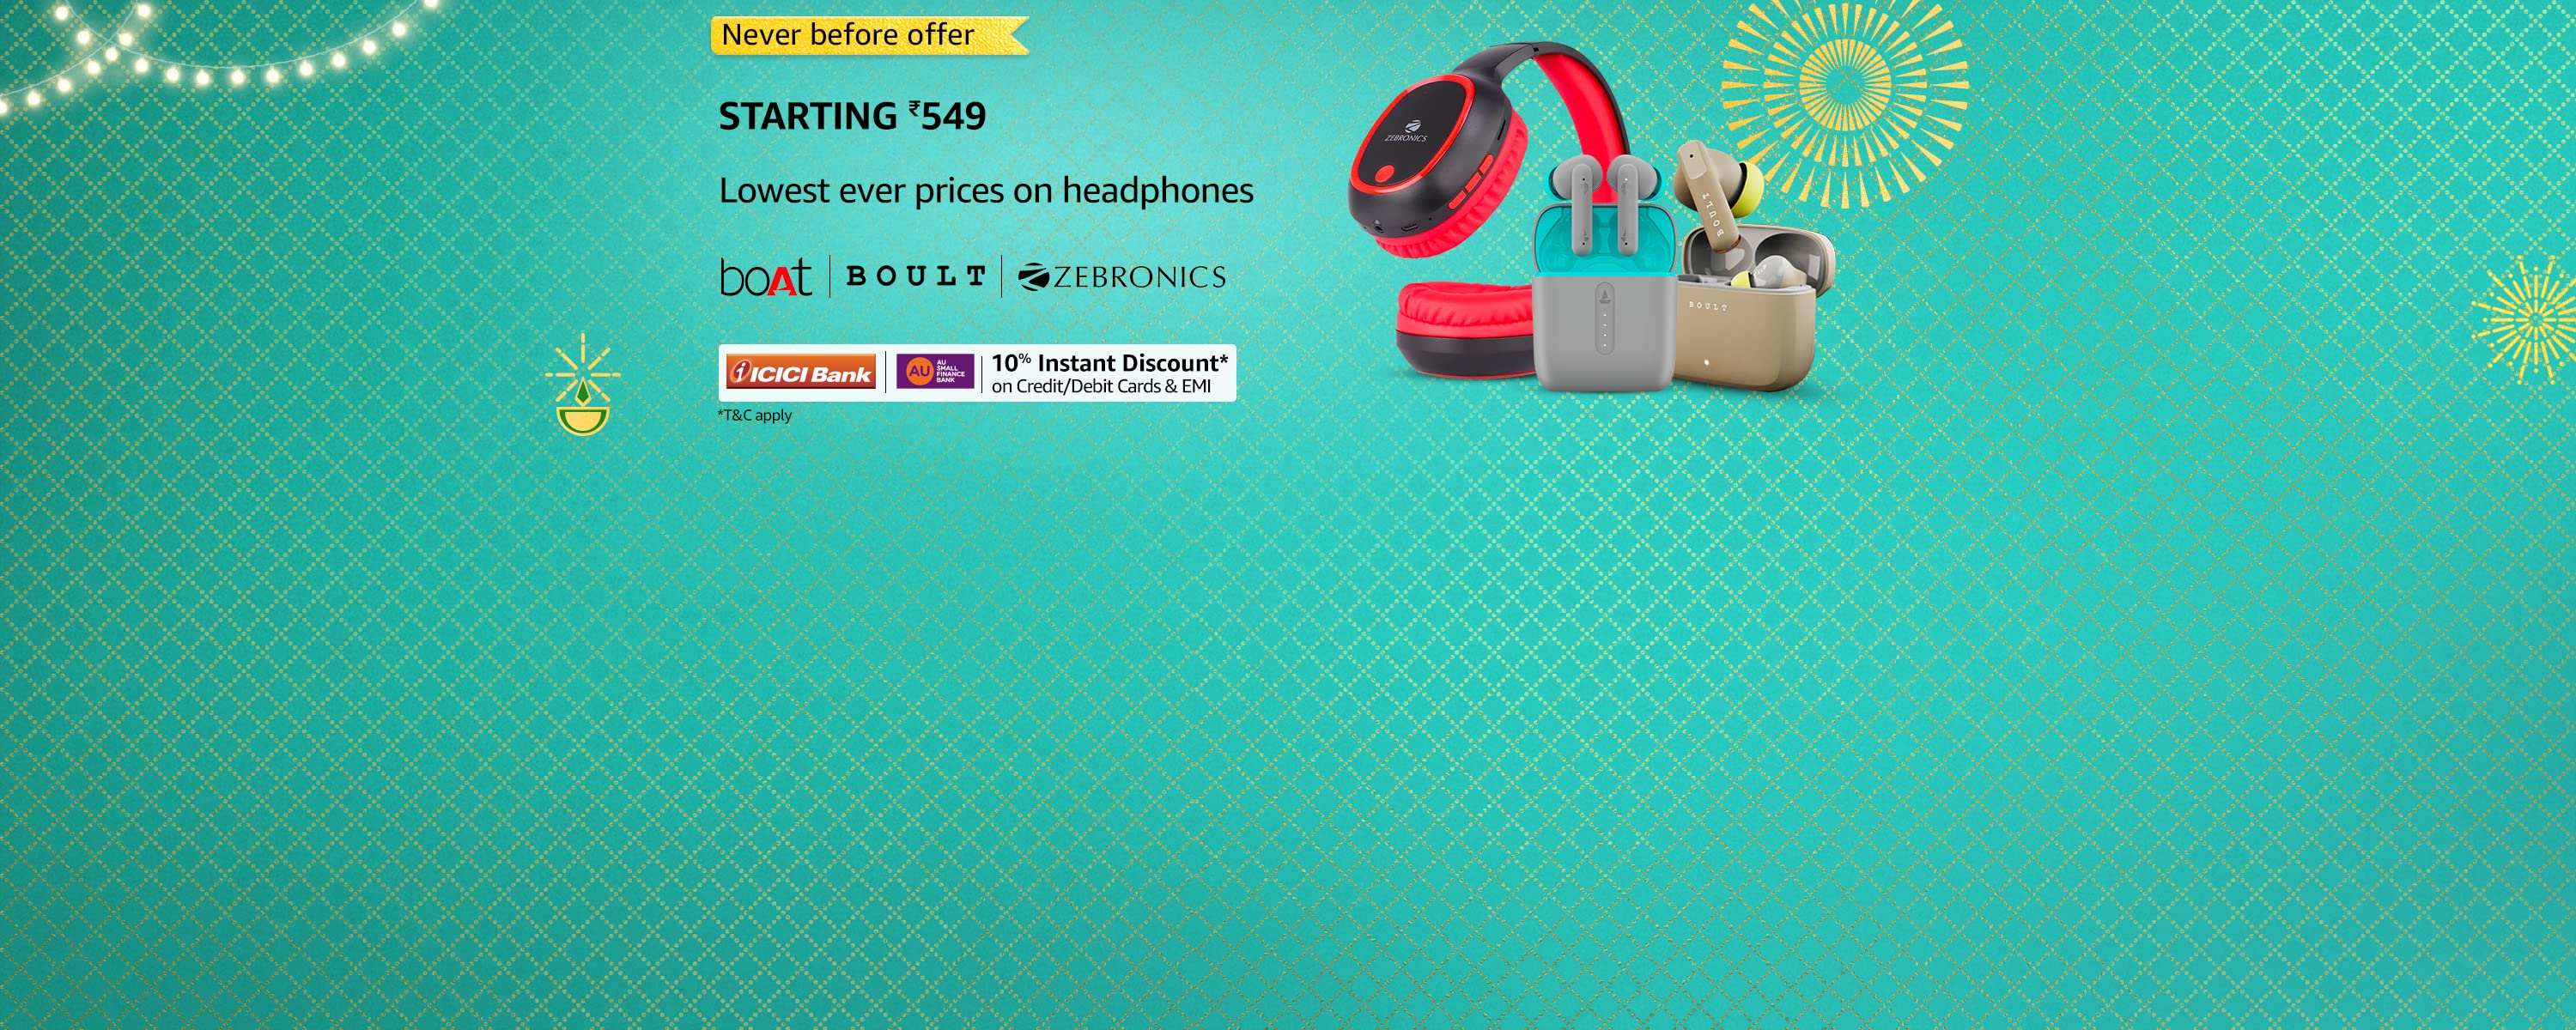 Never before offer
STARTING ₹549
Lowest ever prices on headphones
boAt | BOULT | ZEBRONICS
ICICI Bank | AU SMALL FINANCE BANK | 10% Instant Discount*
on Credit/Debit Cards & EMI
*T&C apply
ZEBRONICS
BOULT
BOULT